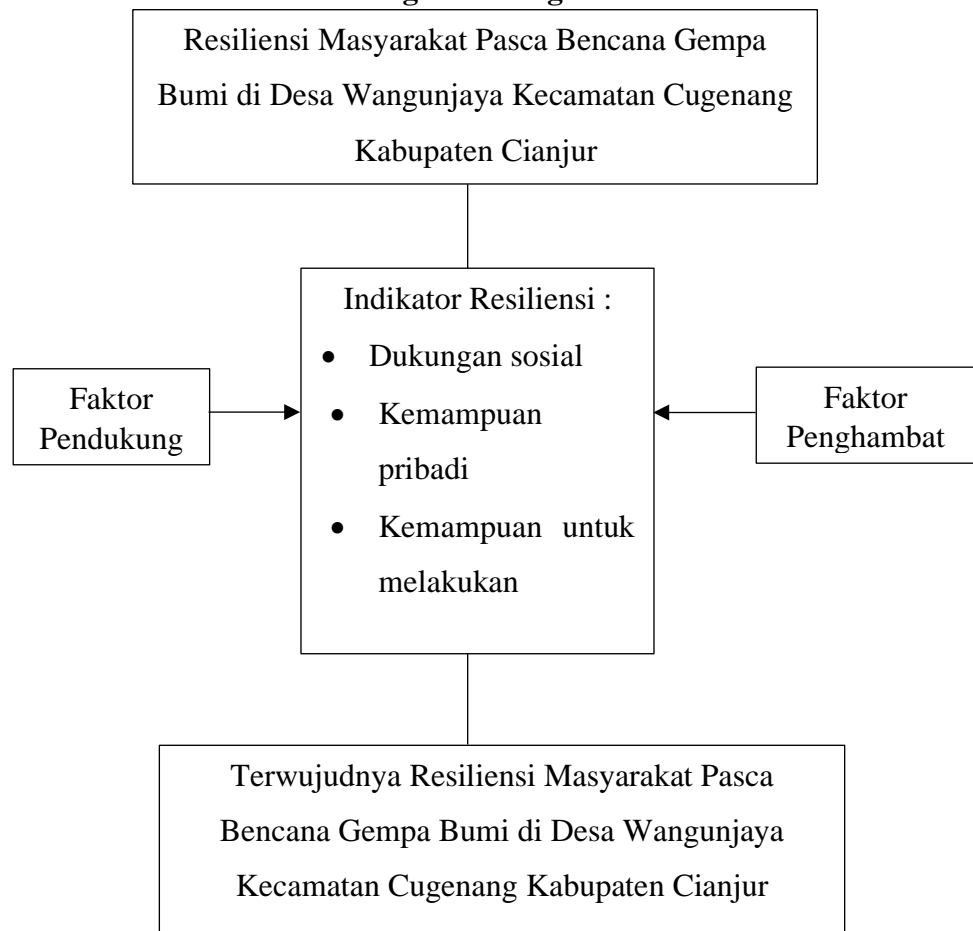 Resiliensi Masyarakat Pasca Bencana Gempa
Bumi di Desa Wangunjaya Kecamatan Cugenang
Kabupaten Cianjur
Indikator Resiliensi :
• Dukungan sosial
• Kemampuan
pribadi
• Kemampuan untuk
melakukan
Faktor
Pendukung
Faktor
Penghambat
Terwujudnya Resiliensi Masyarakat Pasca
Bencana Gempa Bumi di Desa Wangunjaya
Kecamatan Cugenang Kabupaten Cianjur